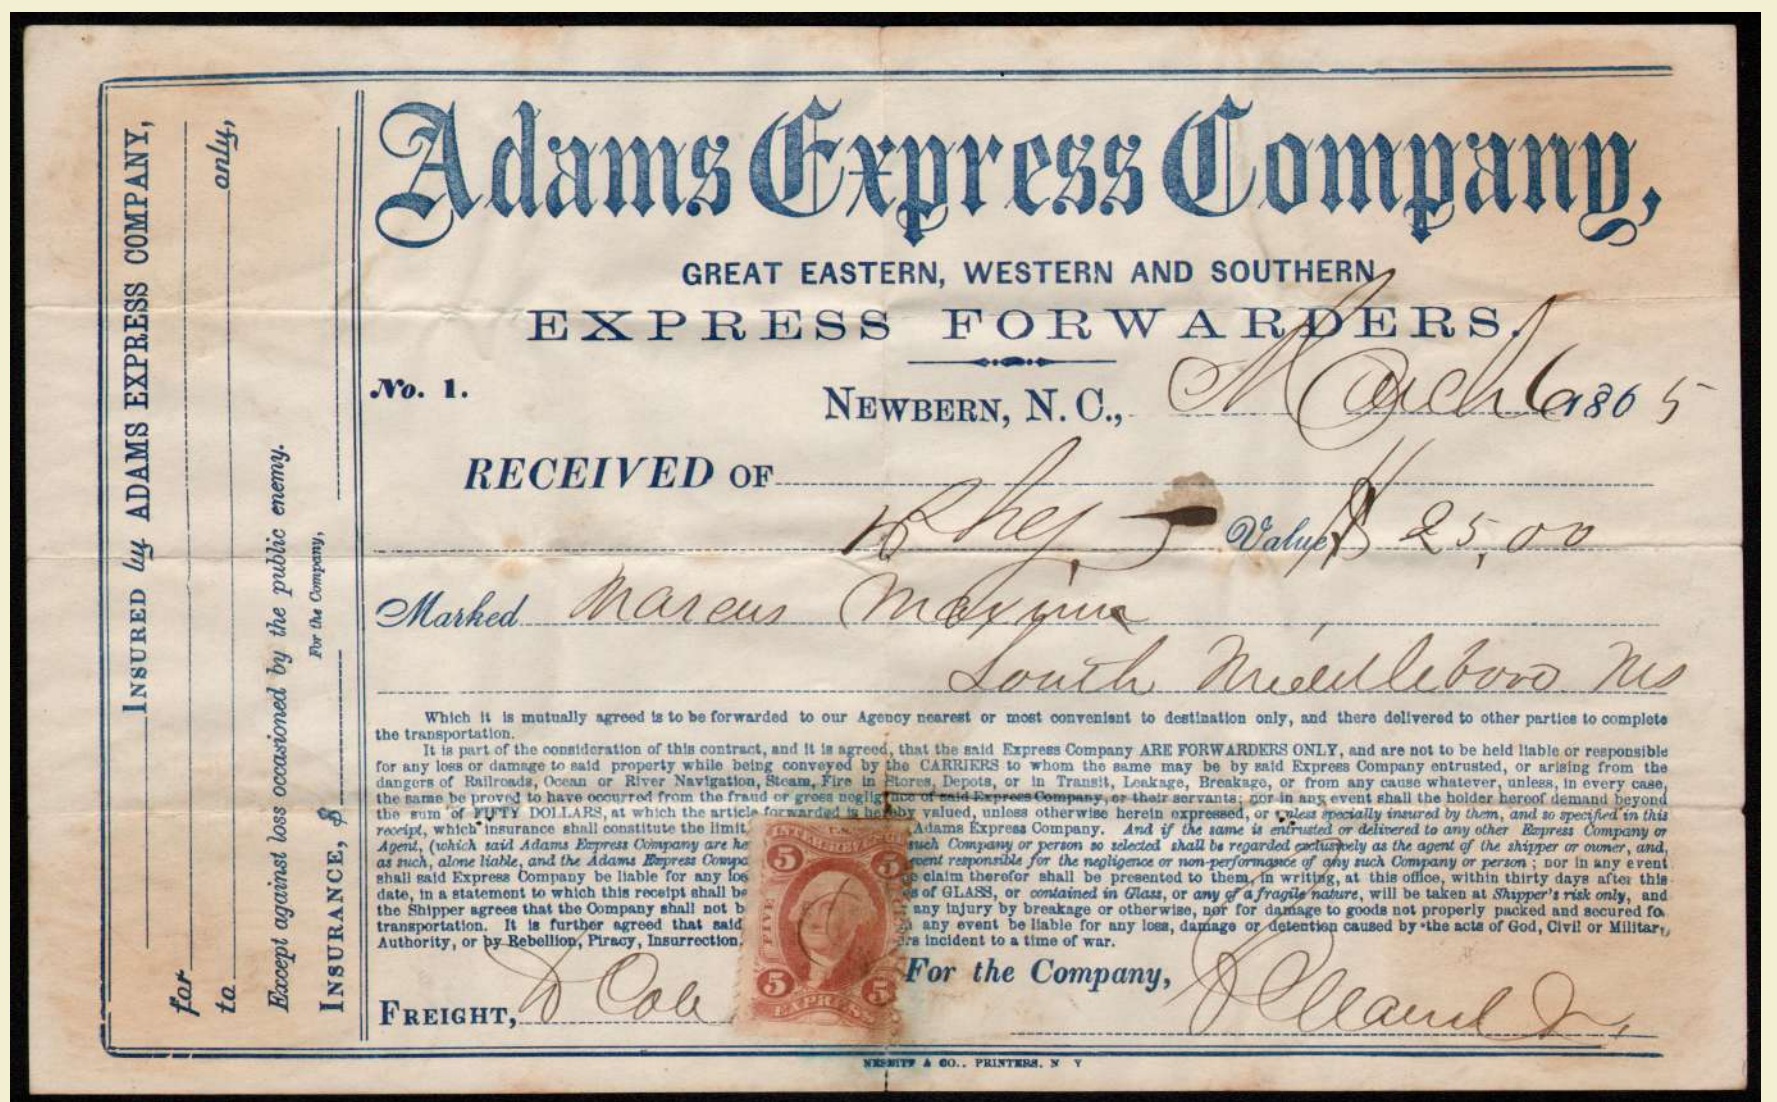 Adams Express Company,
GREAT EASTERN, WESTERN AND SOUTHERN
EXPRESS FORWARDERS.
No. 1.
NEWBERN, N. C., March 6 1865
RECEIVED OF
Value $ 25,00
Marked Marcus Maxim
South Middleboro Ms
Which it is mutually agreed is to be forwarded to our Agency nearest or most convenient to destination only, and there delivered to other parties to complete
the transportation.
It is part of the consideration of this contract, and it is agreed, that the said Express Company ARE FORWARDERS ONLY, and are not to be held liable or responsible
for any loss or damage to said property while being conveyed by the CARRIERS to whom the same may be by said Express Company entrusted, or arising from the
dangers of Railroads, Ocean or River Navigation, Steam, Fire in Stores, Depots, or in Transit, Leakage, Breakage, or from any cause whatever, unless, in every case,
the same be proved to have occurred from the fraud or gross negligence of said Express Company, or their servants; nor in any event shall the holder hereof demand beyond
the sum of FIFTY DOLLARS, at which the article forwarded is hereby valued, unless otherwise herein expressed, or unless specially insured by them, and so specified in this
receipt, which insurance shall constitute the limit Adams Express Company. And if the same is entrusted or delivered to any other Express Company or
Agent, (which said Adams Express Company are he such Company or person so selected shall be regarded exclusively as the agent of the shipper or owner, and,
as such, alone liable, and the Adams Express Compa event responsible for the negligence or non-performance of any such Company or person; nor in any event
shall said Express Company be liable for any los claim therefor shall be presented to them, in writing, at this office, within thirty days after this
date, in a statement to which this receipt shall be of GLASS, or contained in Glass, or any of a fragile nature, will be taken at Shipper's risk only, and
the Shipper agrees that the Company shall not b any injury by breakage or otherwise, nor for damage to goods not properly packed and secured fo
transportation. It is further agreed that said any event be liable for any loss, damage or detention caused by the acts of God, Civil or Military
Authority, or by Rebellion, Piracy, Insurrection incident to a time of war.
FREIGHT, Col
For the Company,
U.S.
INTER. REVENUE
5 5
FIVE
5 5
EXPRESS
NESBITT & CO., PRINTERS, N Y
INSURED by ADAMS EXPRESS COMPANY,
for
to only,
Except against loss occasioned by the public enemy.
For the Company,
INSURANCE, $